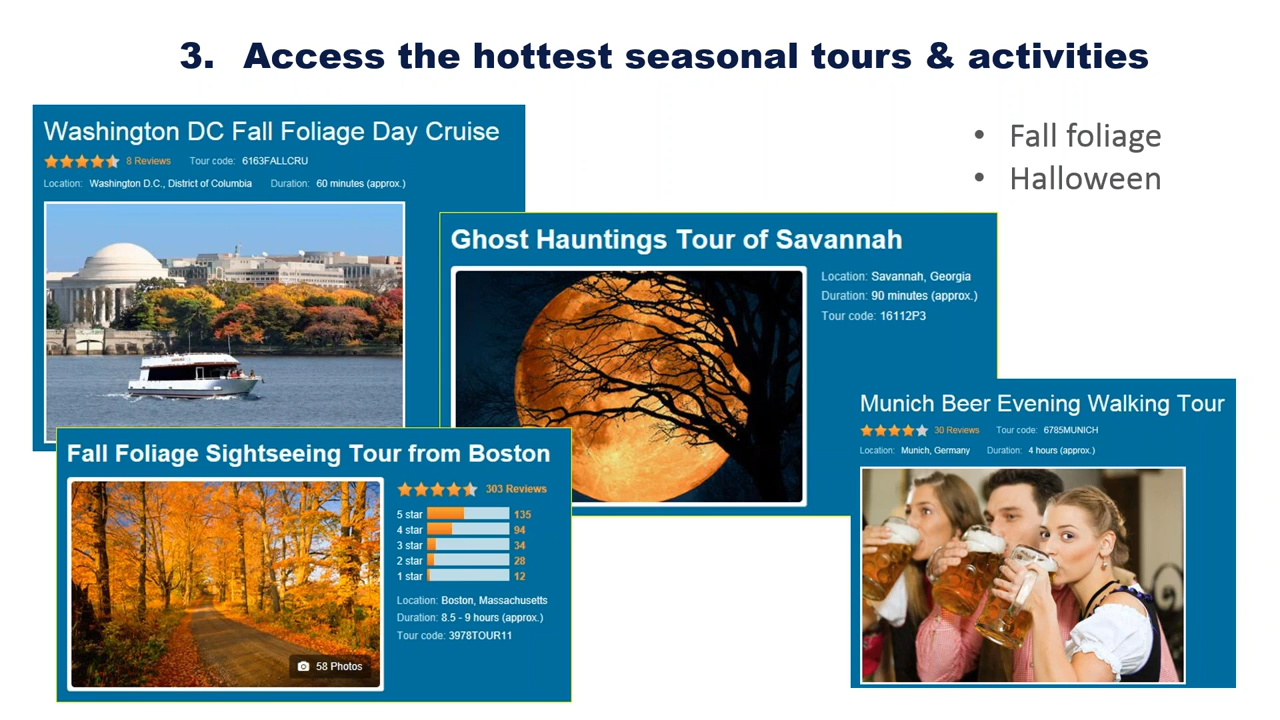 3. Access the hottest seasonal tours & activities
• Fall foliage
• Halloween
Washington DC Fall Foliage Day Cruise
8 Reviews Tour code: 6163FALLCRU
Location: Washington D.C., District of Columbia Duration: 60 minutes (approx.)
Ghost Hauntings Tour of Savannah
Location: Savannah, Georgia
Duration: 90 minutes (approx.)
Tour code: 16112P3
Munich Beer Evening Walking Tour
30 Reviews Tour code: 6785MUNICH
Location: Munich, Germany Duration: 4 hours (approx.)
Fall Foliage Sightseeing Tour from Boston
303 Reviews
5 star 135
4 star 94
3 star 34
2 star 28
1 star 12
Location: Boston, Massachusetts
Duration: 8.5 - 9 hours (approx.)
Tour code: 3978TOUR11
58 Photos